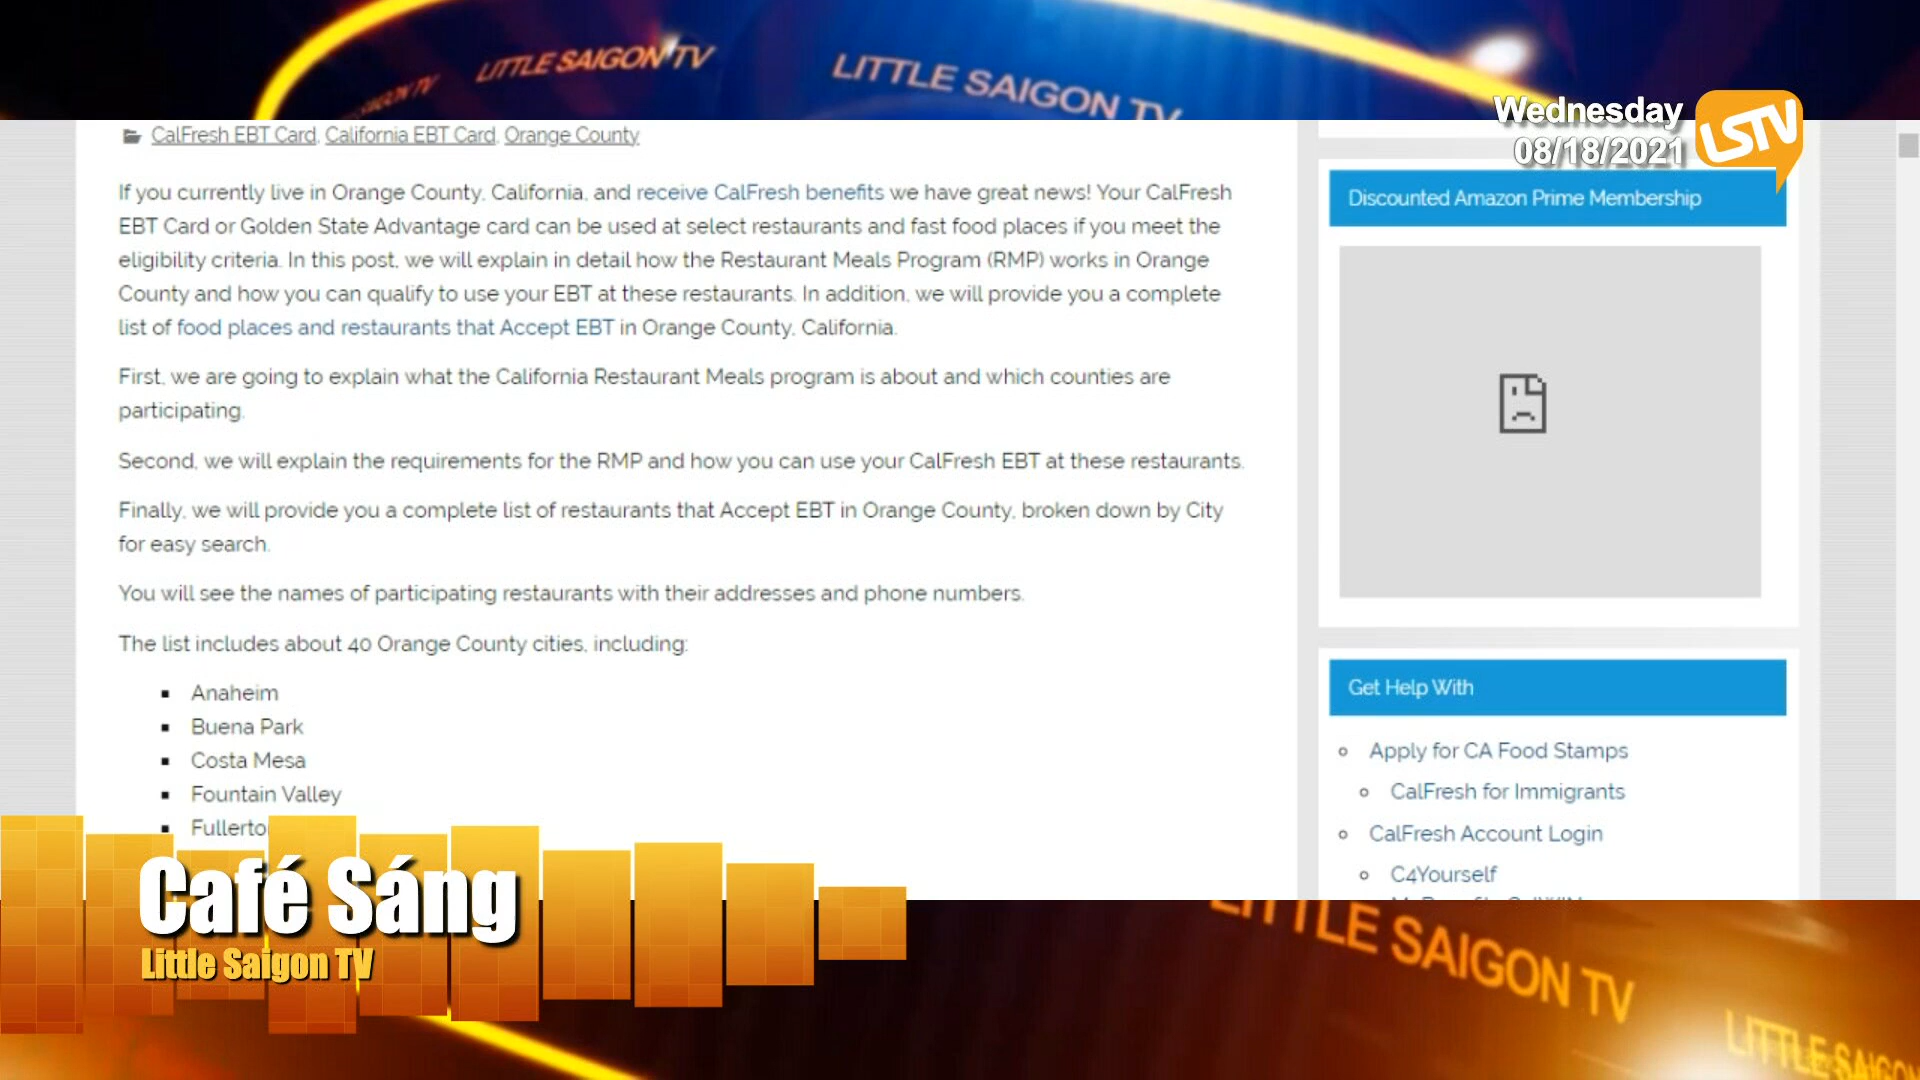 LITTLE SAIGON TV
LITTLE SAIGON TV
SAIGON TV
Wednesday
08/18/2021
LSTV
CalFresh EBT Card, California EBT Card, Orange County
If you currently live in Orange County, California, and receive CalFresh benefits we have great news! Your CalFresh
EBT Card or Golden State Advantage card can be used at select restaurants and fast food places if you meet the
eligibility criteria. In this post, we will explain in detail how the Restaurant Meals Program (RMP) works in Orange
County and how you can qualify to use your EBT at these restaurants. In addition, we will provide you a complete
list of food places and restaurants that Accept EBT in Orange County, California.
First, we are going to explain what the California Restaurant Meals program is about and which counties are
participating.
Second, we will explain the requirements for the RMP and how you can use your CalFresh EBT at these restaurants.
Finally, we will provide you a complete list of restaurants that Accept EBT in Orange County, broken down by City
for easy search.
You will see the names of participating restaurants with their addresses and phone numbers.
The list includes about 40 Orange County cities, including:
Anaheim
Buena Park
Costa Mesa
Fountain Valley
Fullerto
Discounted Amazon Prime Membership
Get Help With
Apply for CA Food Stamps
CalFresh for Immigrants
CalFresh Account Login
C4Yourself
Café Sáng
Little Saigon TV
LITTLE SAIGON TV
LITTLE SAIGON